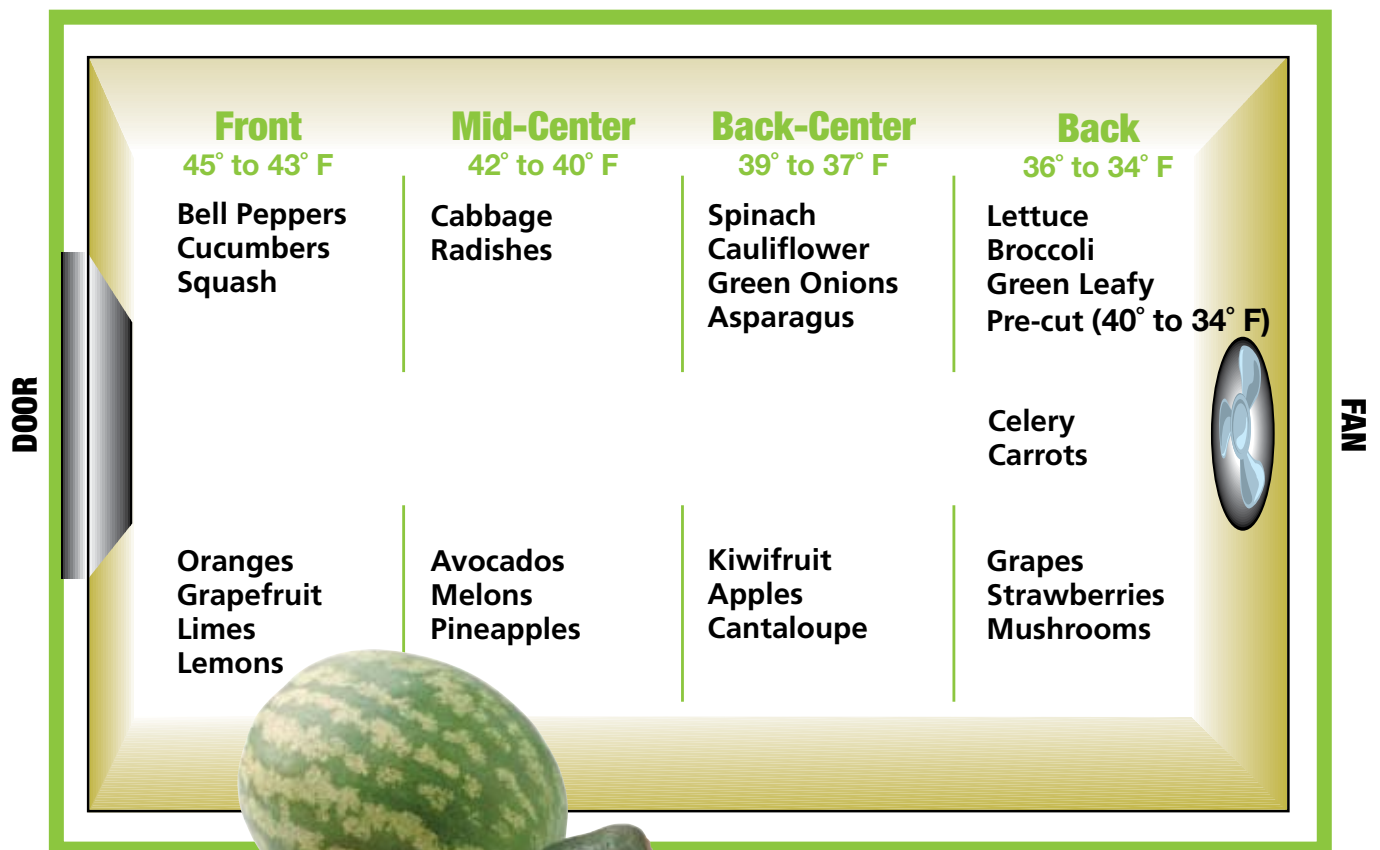 Front
45° to 43° F
Bell Peppers
Cucumbers
Squash
Oranges
Grapefruit
Limes
Lemons
Mid-Center
42° to 40° F
Cabbage
Radishes
Avocados
Melons
Pineapples
Back-Center
39° to 37° F
Spinach
Cauliflower
Green Onions
Asparagus
Kiwifruit
Apples
Cantaloupe
Back
36° to 34° F
Lettuce
Broccoli
Green Leafy
Pre-cut (40° to 34° F)
Celery
Carrots
Grapes
Strawberries
Mushrooms
DOOR
FAN